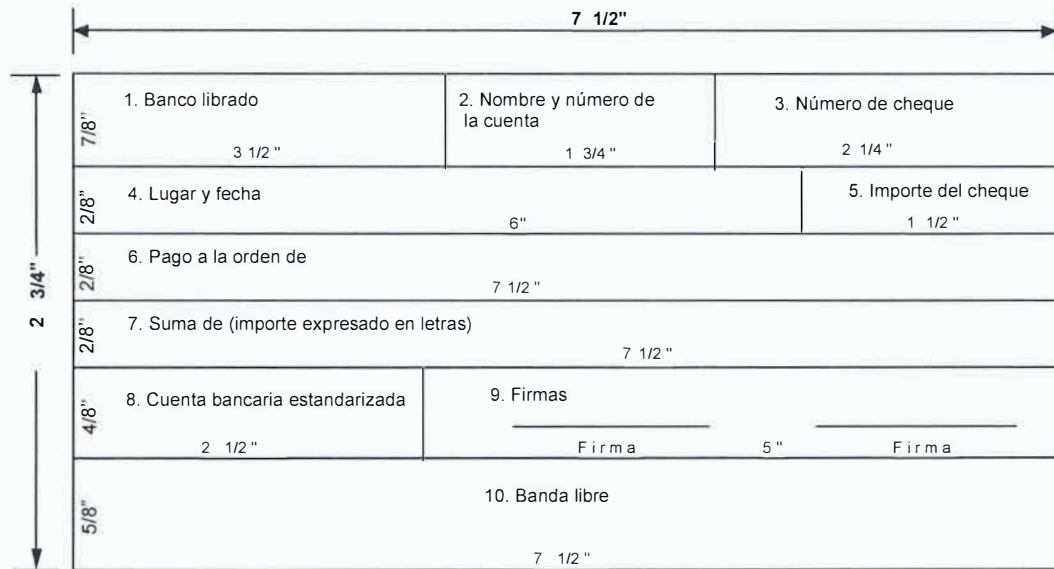 7 1/2"
1. Banco librado
2. Nombre y número de
la cuenta
3. Número de cheque
7/8"
3 1/2"
1 3/4"
2 1/4"
4. Lugar y fecha
5. Importe del cheque
2/8"
6"
1 1/2"
6. Pago a la orden de
2/8"
7 1/2"
2 3/4"
7. Suma de (importe expresado en letras)
2/8"
7 1/2"
8. Cuenta bancaria estandarizada
9. Firmas
4/8"
2 1/2"
Firma 5" Firma
10. Banda libre
5/8"
7 1/2"